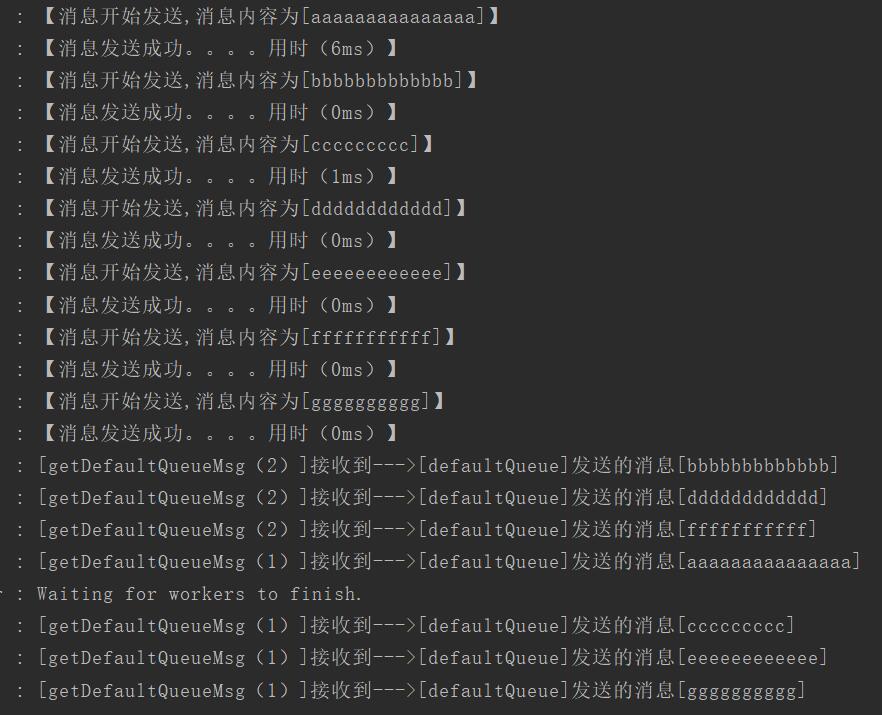 : 【消息开始发送,消息内容为[aaaaaaaaaaaaaaa]】
: 【消息发送成功。。。。用时（6ms）】
: 【消息开始发送,消息内容为[bbbbbbbbbbbbb]】
: 【消息发送成功。。。。用时（0ms）】
: 【消息开始发送,消息内容为[ccccccccc]】
: 【消息发送成功。。。。用时（1ms）】
: 【消息开始发送,消息内容为[dddddddddddd]】
: 【消息发送成功。。。。用时（0ms）】
: 【消息开始发送,消息内容为[eeeeeeeeeeee]】
: 【消息发送成功。。。。用时（0ms）】
: 【消息开始发送,消息内容为[fffffffffff]】
: 【消息发送成功。。。。用时（0ms）】
: 【消息开始发送,消息内容为[gggggggggg]】
: 【消息发送成功。。。。用时（0ms）】
: [getDefaultQueueMsg（2）]接收到--->[defaultQueue]发送的消息[bbbbbbbbbbbbb]
: [getDefaultQueueMsg（2）]接收到--->[defaultQueue]发送的消息[dddddddddddd]
: [getDefaultQueueMsg（2）]接收到--->[defaultQueue]发送的消息[fffffffffff]
: [getDefaultQueueMsg（1）]接收到--->[defaultQueue]发送的消息[aaaaaaaaaaaaaaa]
: Waiting for workers to finish.
: [getDefaultQueueMsg（1）]接收到--->[defaultQueue]发送的消息[ccccccccc]
: [getDefaultQueueMsg（1）]接收到--->[defaultQueue]发送的消息[eeeeeeeeeeee]
: [getDefaultQueueMsg（1）]接收到--->[defaultQueue]发送的消息[gggggggggg]